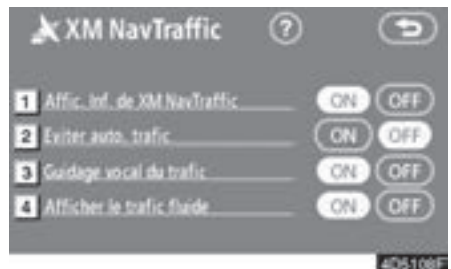 XM NavTraffic ?
1 Affic. Inf. de XM NavTraffic ON OFF
2 Eviter auto. trafic ON OFF
3 Guidage vocal du trafic ON OFF
4 Afficher le trafic fluide ON OFF
4D5108F